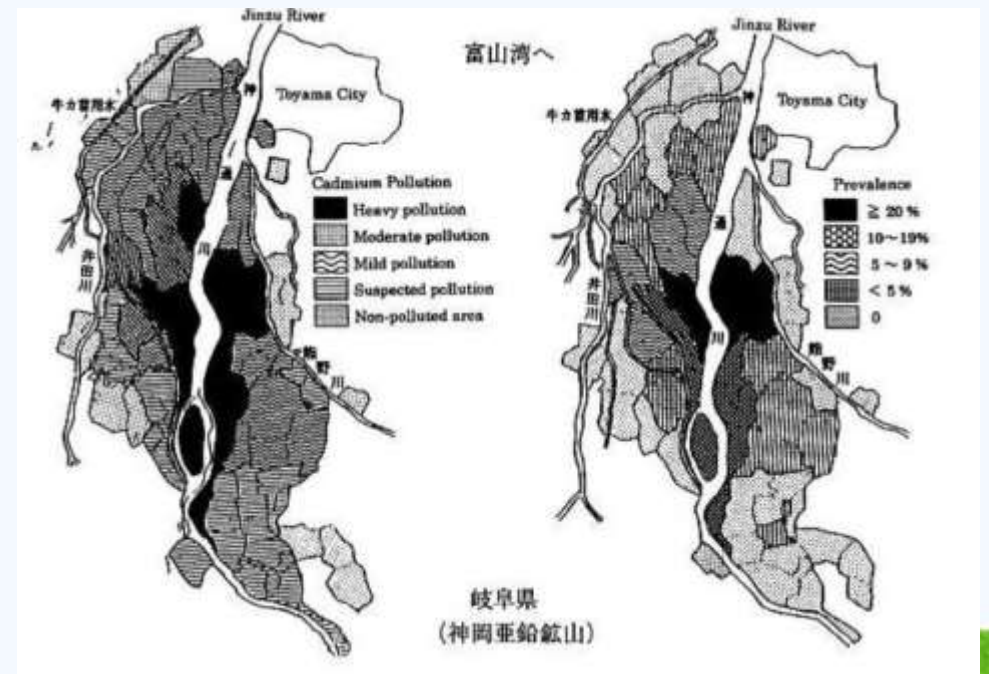 Jinzu River
富山湾へ
牛カ首用水
神
Toyama City
通
川
井田川
熊野川
Cadmium Pollution
Heavy pollution
Moderate pollution
Mild pollution
Suspected pollution
Non-polluted area
Jinzu River
牛カ首用水
神
Toyama City
通
川
井田川
熊野川
Prevalence
≧ 20 %
10～19%
5 ～ 9 %
< 5 %
0
岐阜県
(神岡亜鉛鉱山)